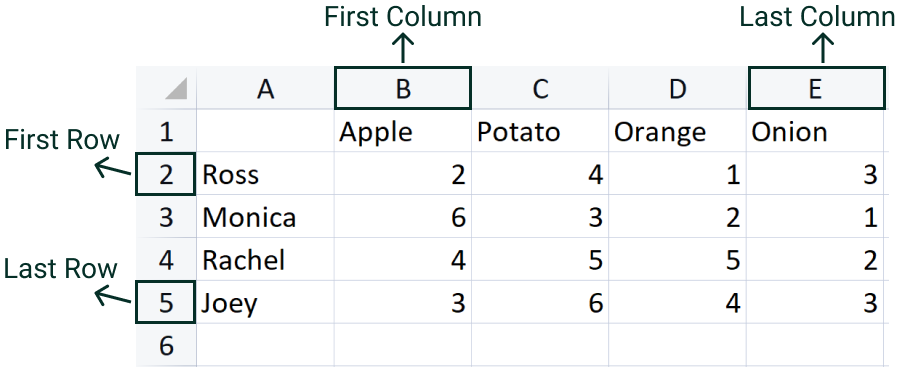 First Column Last Column
A B C D E
1 Apple Potato Orange Onion
First Row
2 Ross 2 4 1 3
3 Monica 6 3 2 1
4 Rachel 4 5 5 2
Last Row
5 Joey 3 6 4 3
6